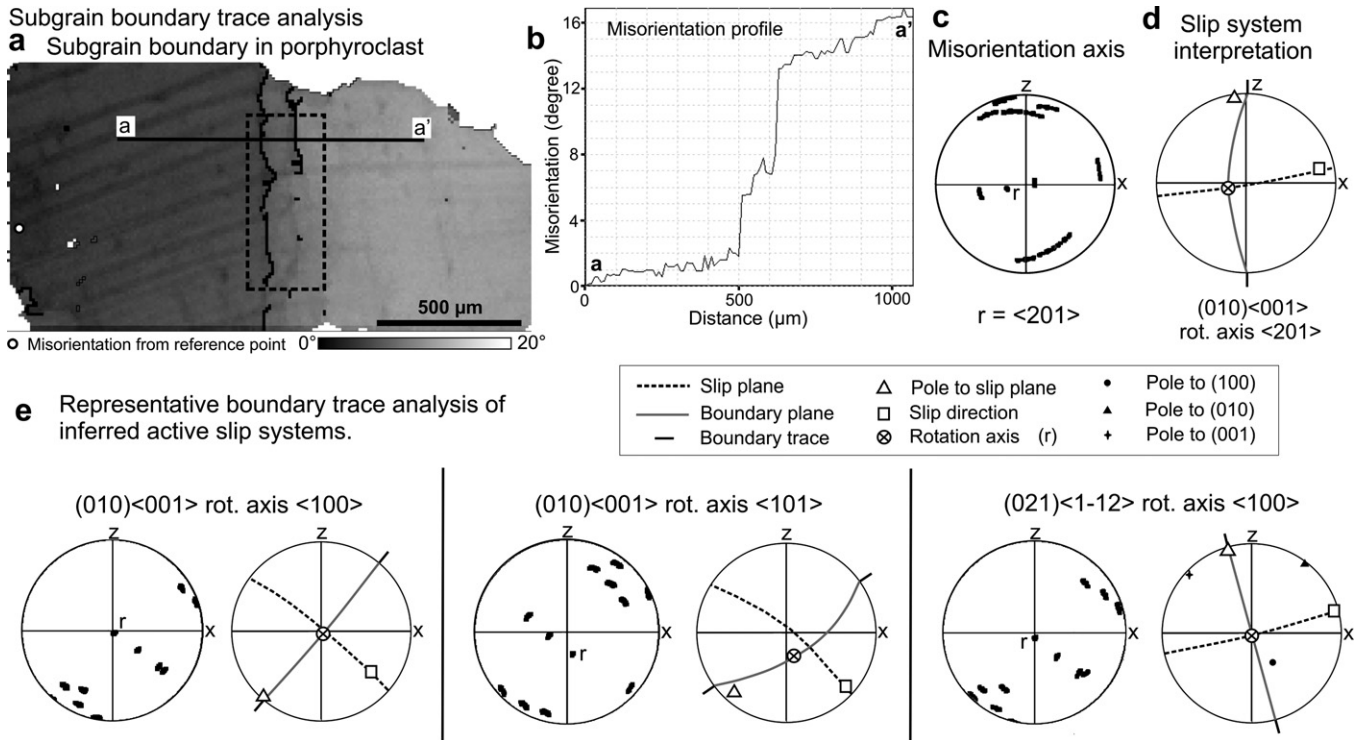 Subgrain boundary trace analysis
a Subgrain boundary in porphyroclast
a
a'
500 µm
Misorientation from reference point 0° 20°
b
Misorientation profile
a'
16
12
8
4
0
a
Misorientation (degree)
0 500 1000
Distance (µm)
c
Misorientation axis
z
x
r
r = <201>
d Slip system
interpretation
z
x
(010)<001>
rot. axis <201>
Slip plane
Boundary plane
Boundary trace
Pole to slip plane
Slip direction
Rotation axis (r)
Pole to (100)
Pole to (010)
Pole to (001)
e Representative boundary trace analysis of
inferred active slip systems.
(010)<001> rot. axis <100>
z
r
x
z
x
(010)<001> rot. axis <101>
z
r
x
z
x
(021)<1-12> rot. axis <100>
z
r
x
z
x